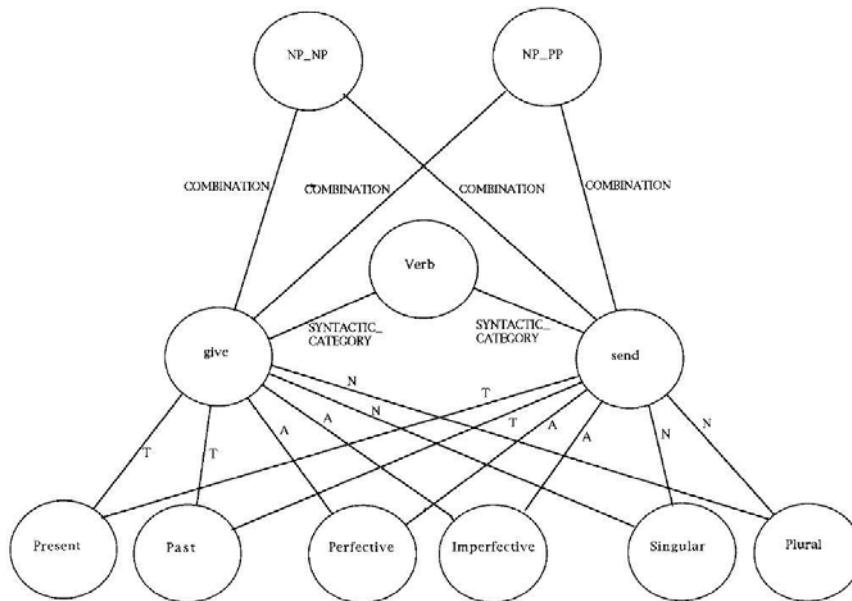 NP_NP
NP_PP
COMBINATION
COMBINATION
COMBINATION
COMBINATION
Verb
SYNTACTIC_
CATEGORY
SYNTACTIC_
CATEGORY
give
send
N
T
N
T
A
A
N
N
A
A
T
T
Present
Past
Perfective
Imperfective
Singular
Plural